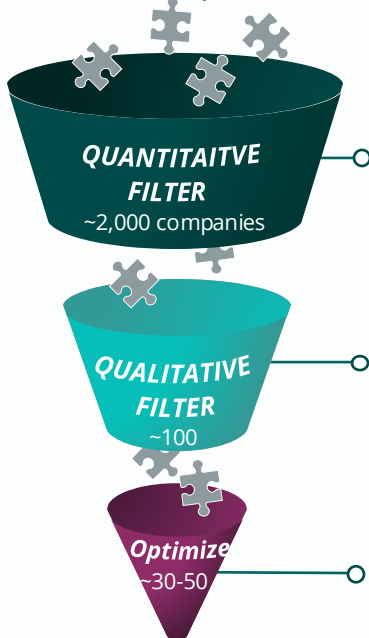 QUANTITAITVE
FILTER
~2,000 companies
QUALITATIVE
FILTER
~100
Optimize
~30-50